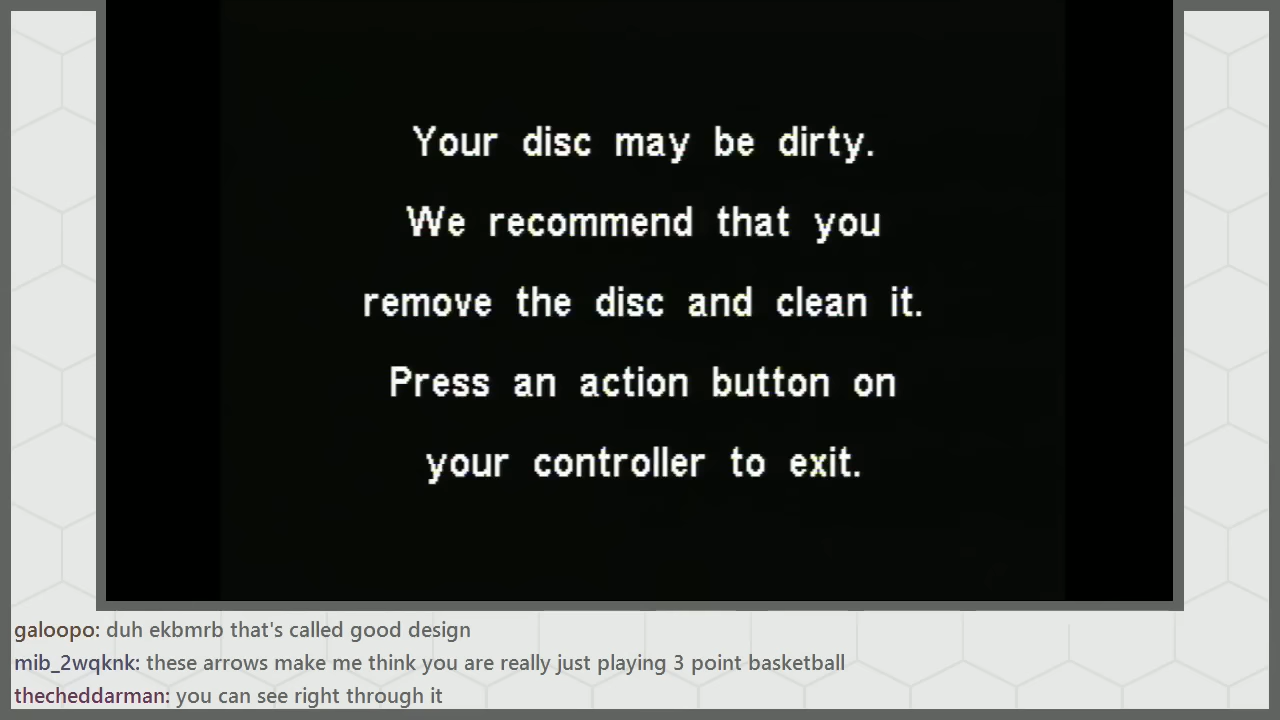 Your disc may be dirty.
We recommend that you
remove the disc and clean it.
Press an action button on
your controller to exit.
galoopo: duh ekbmrb that's called good design
mib_2wqknk: these arrows make me think you are really just playing 3 point basketball
thecheddarman: you can see right through it